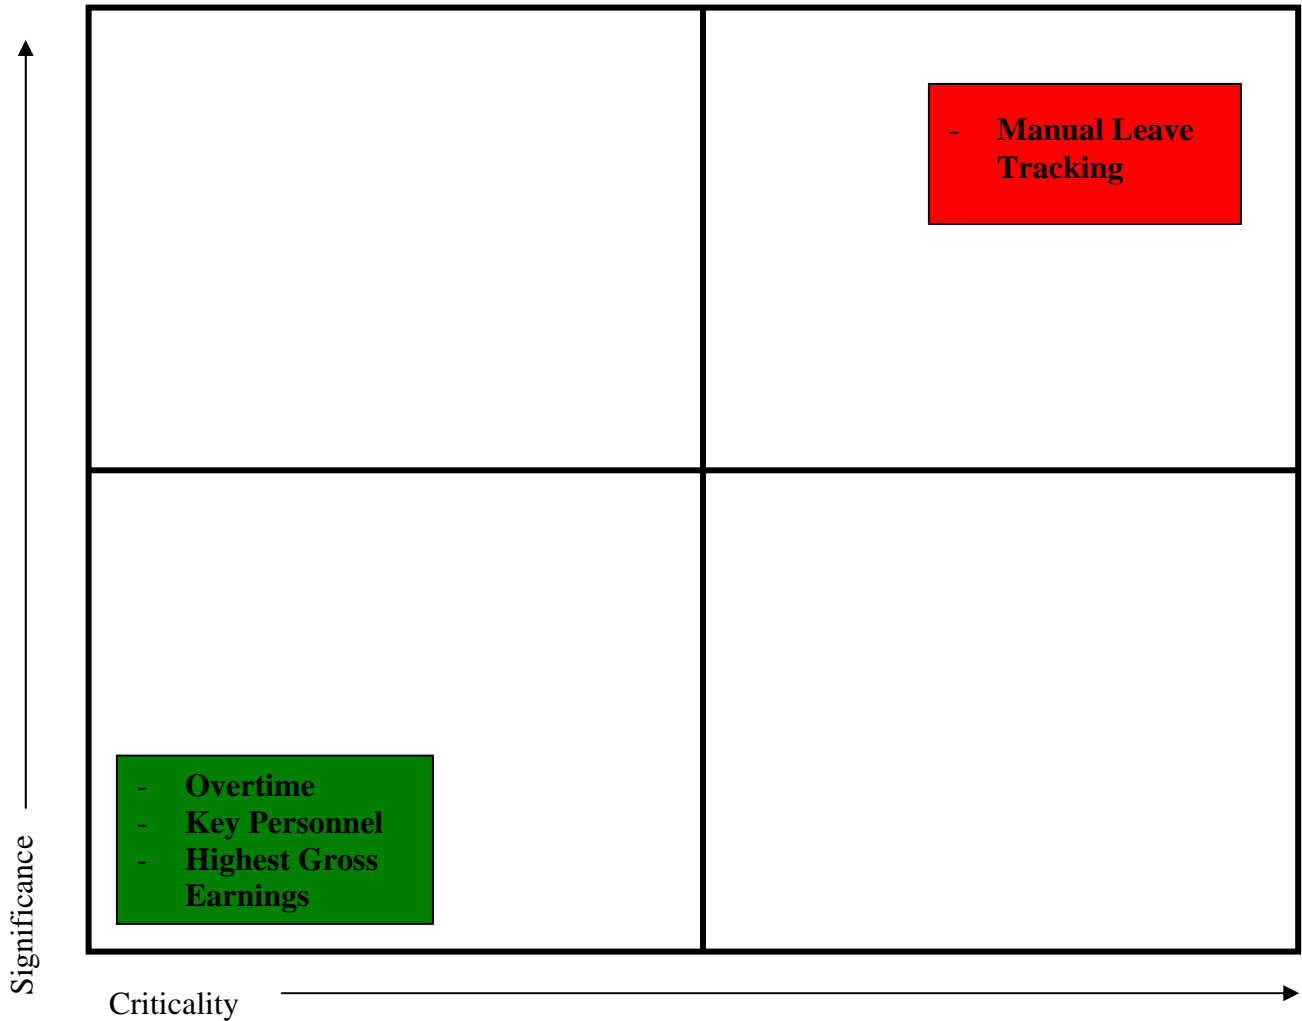 - Manual Leave
Tracking
- Overtime
- Key Personnel
- Highest Gross
Earnings
Significance
Criticality